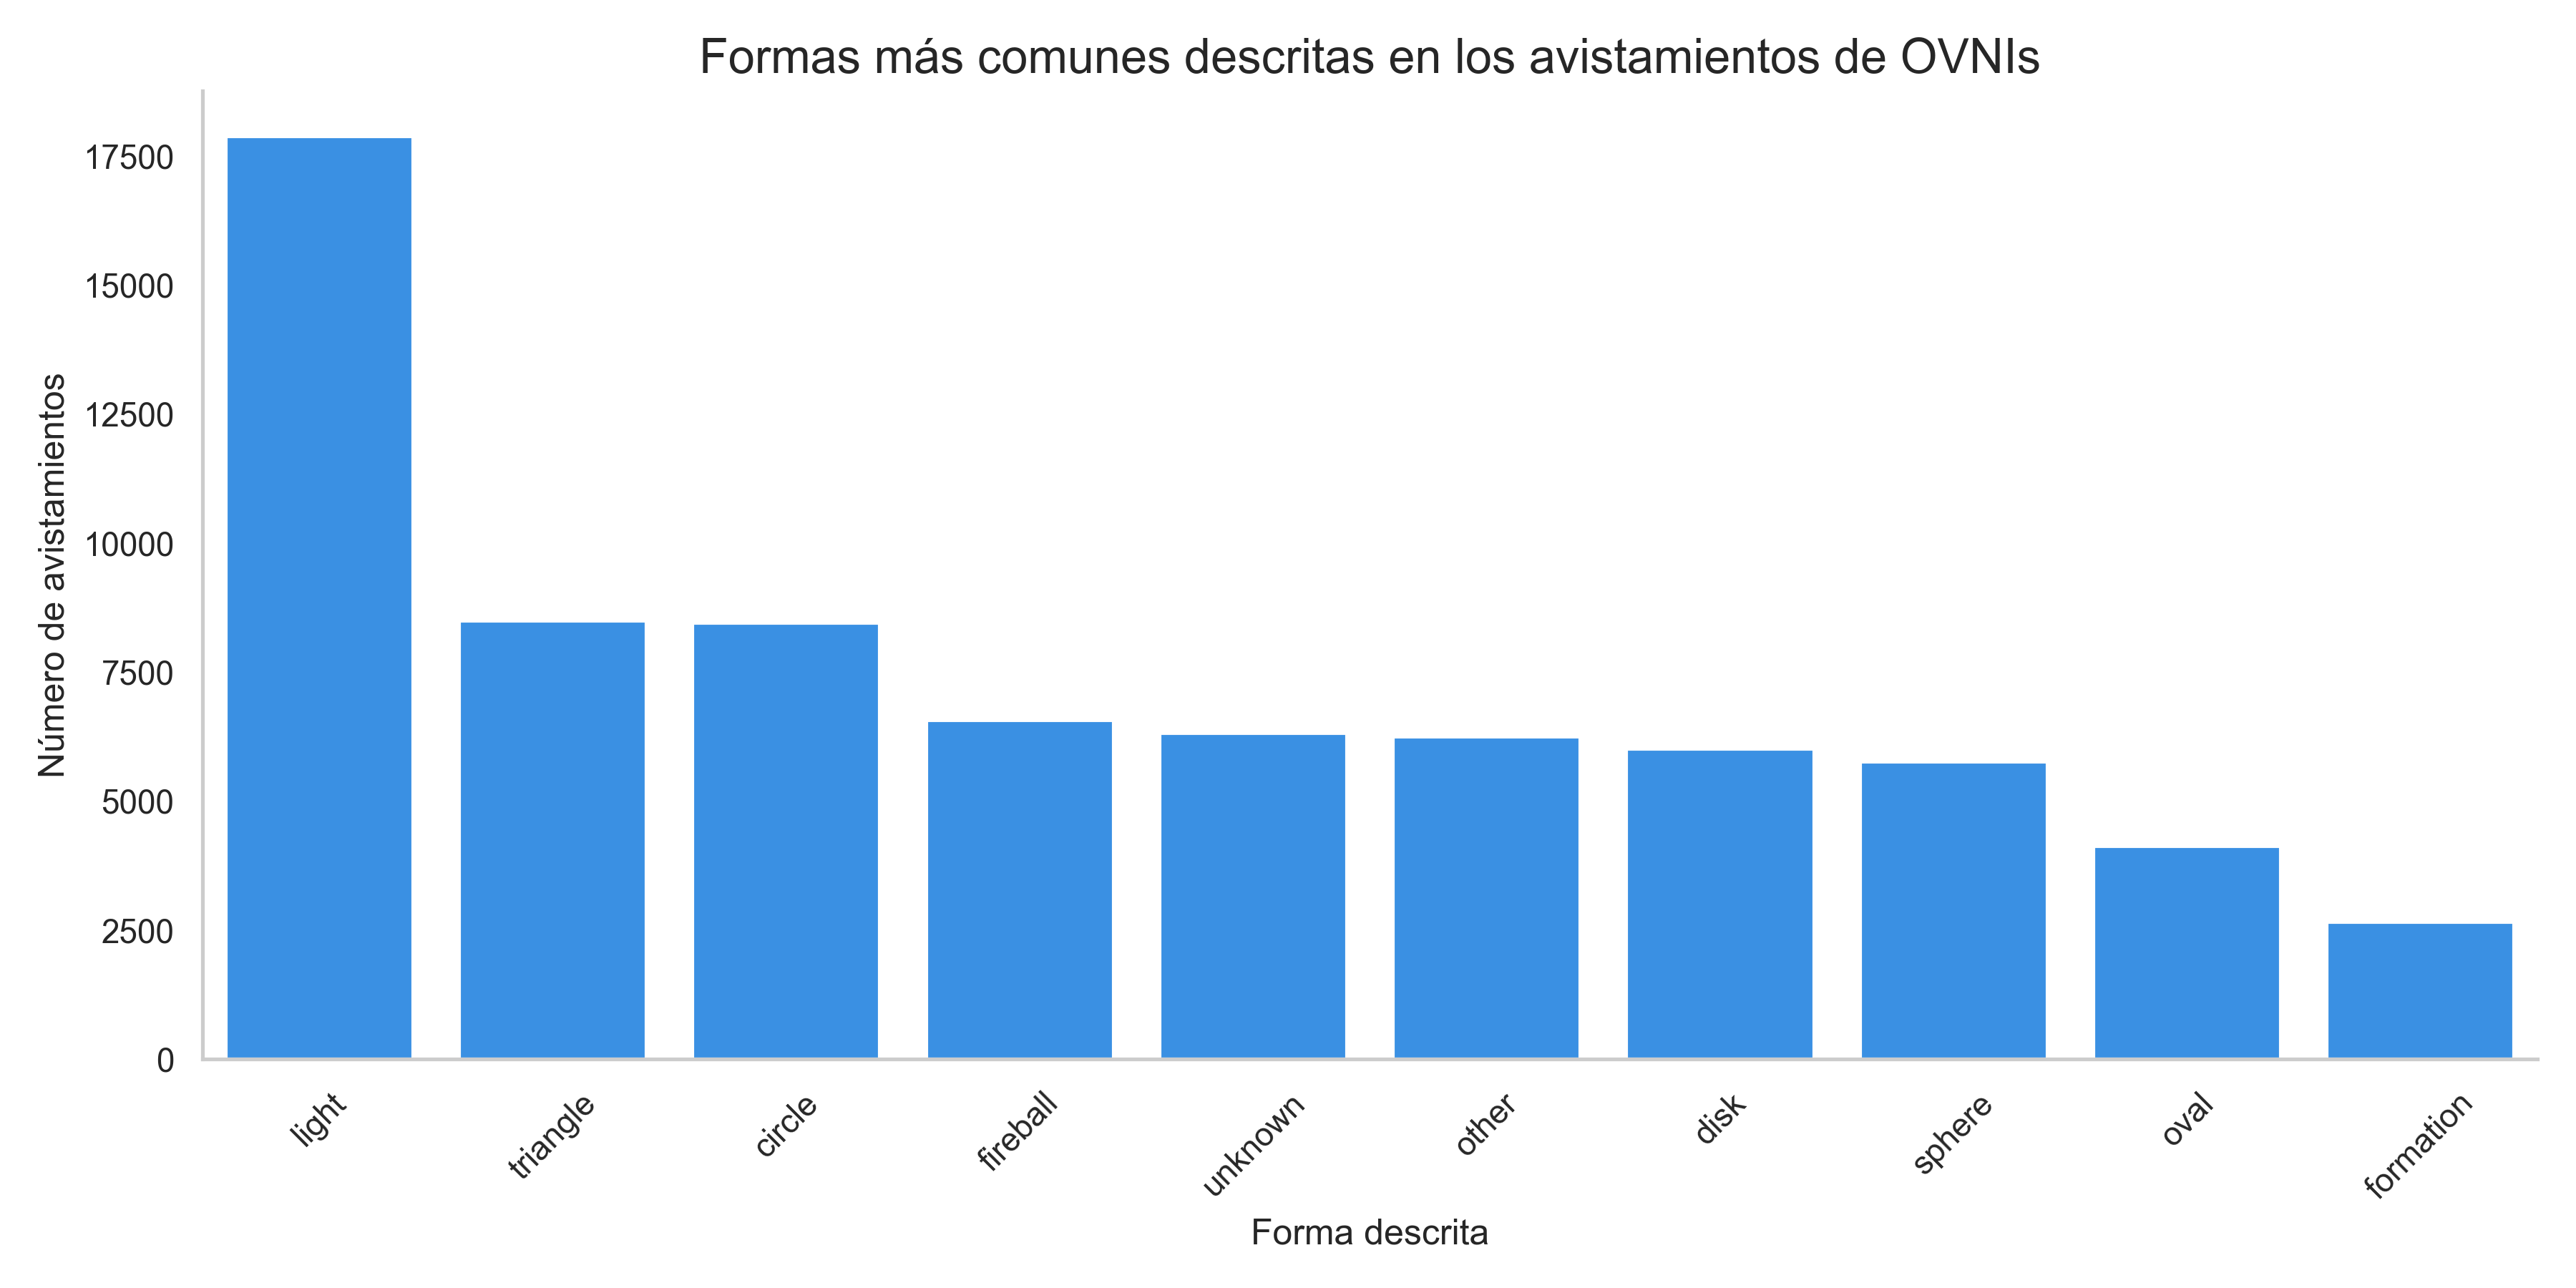 Formas más comunes descritas en los avistamientos de OVNIs
Número de avistamientos
17500
15000
12500
10000
7500
5000
2500
0
light
triangle
circle
fireball
unknown
other
disk
sphere
oval
formation
Forma descrita